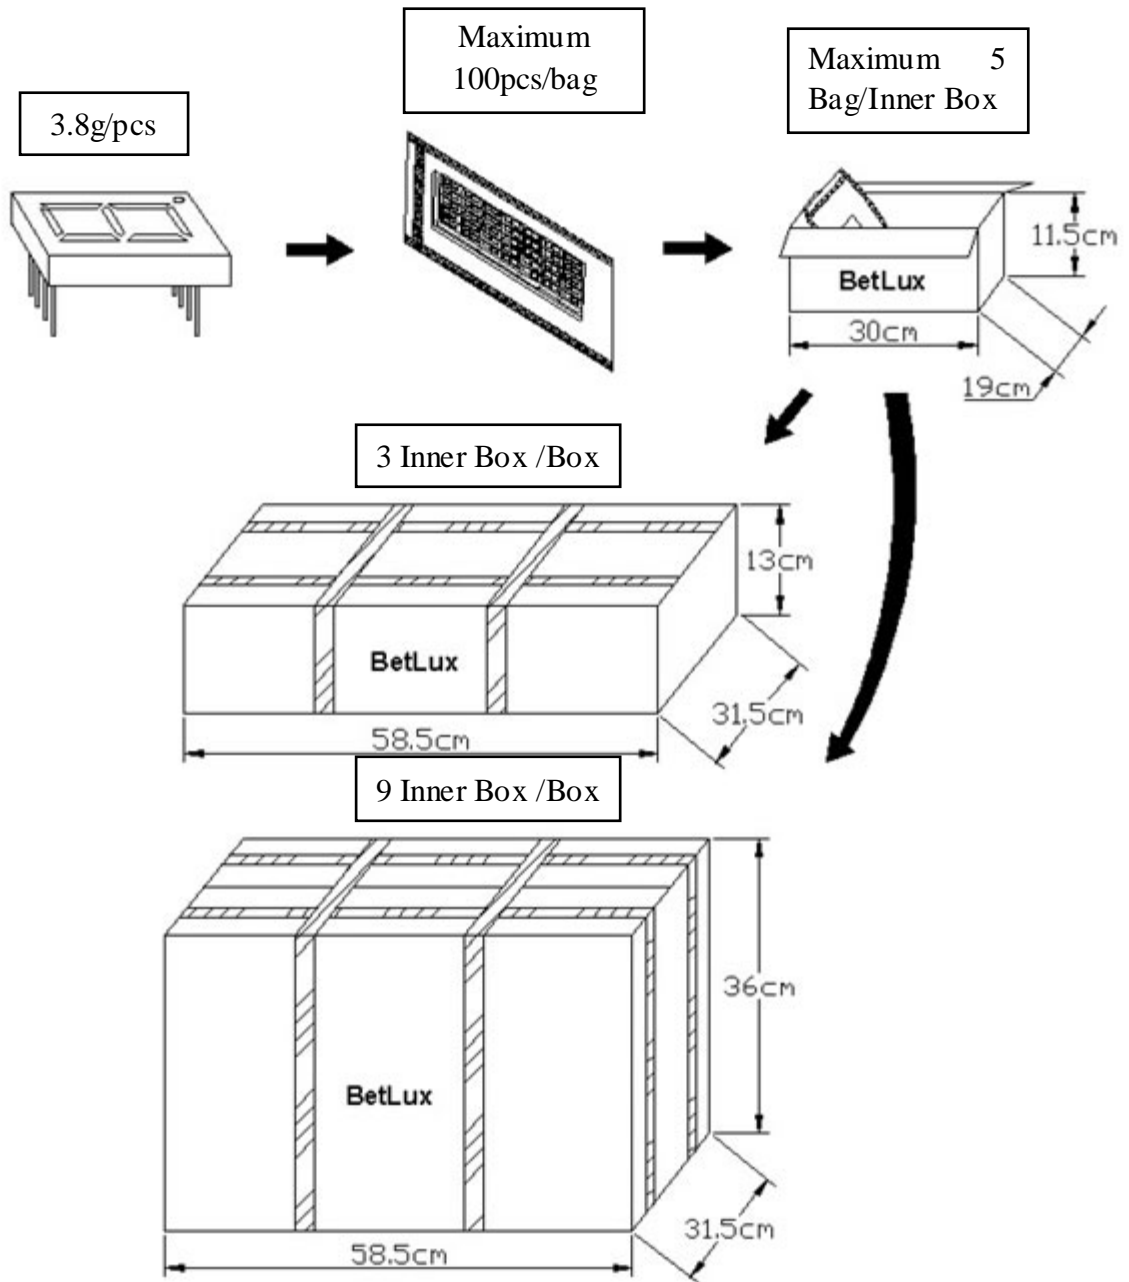 Maximum
100pcs/bag
Maximum 5
Bag/Inner Box
3.8g/pcs
11.5cm
BetLux
30cm
19cm
3 Inner Box /Box
13cm
BetLux
31.5cm
58.5cm
9 Inner Box /Box
36cm
BetLux
31.5cm
58.5cm